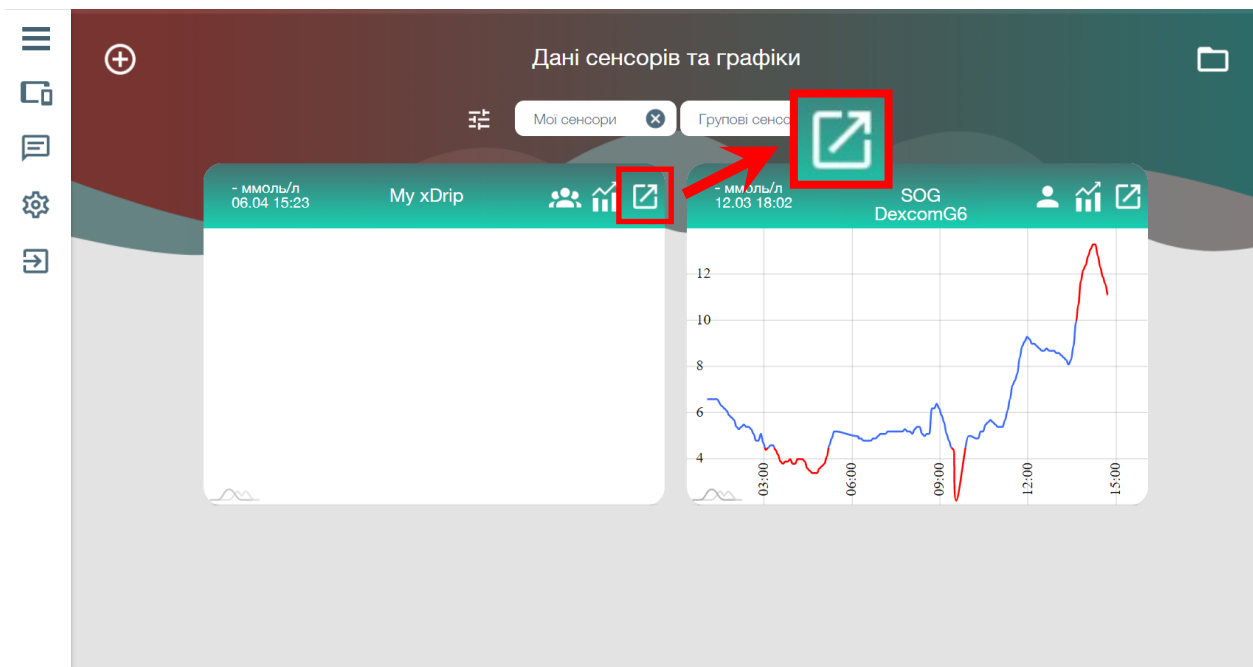 Дані сенсорів та графіки
Мої сенсори
Групові сенсо
- ммоль/л
06.04 15:23
My xDrip
- ммоль/л
12.03 18:02
SOG
DexcomG6
12
10
8
6
4
03:00
06:00
09:00
12:00
15:00